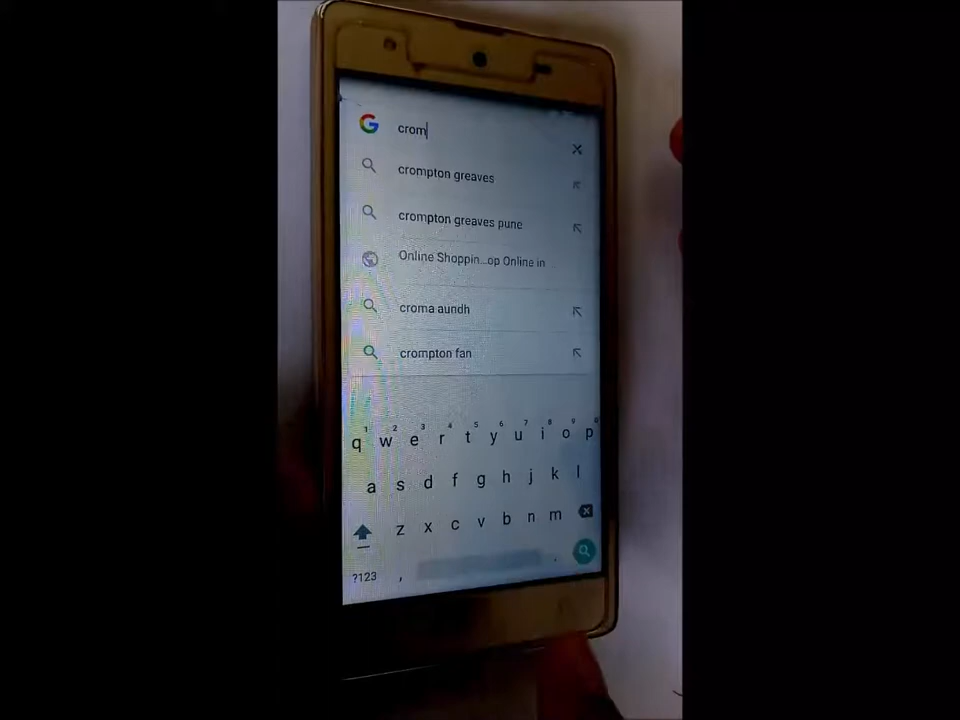 crom
crompton greaves
crompton greaves pune
Online Shoppin...op Online in
croma aundh
crompton fan
1 2 3 4 5 6 7 8 9 0
q w e r t y u i o p
a s d f g h j k l
z x c v b n m
?123 , .